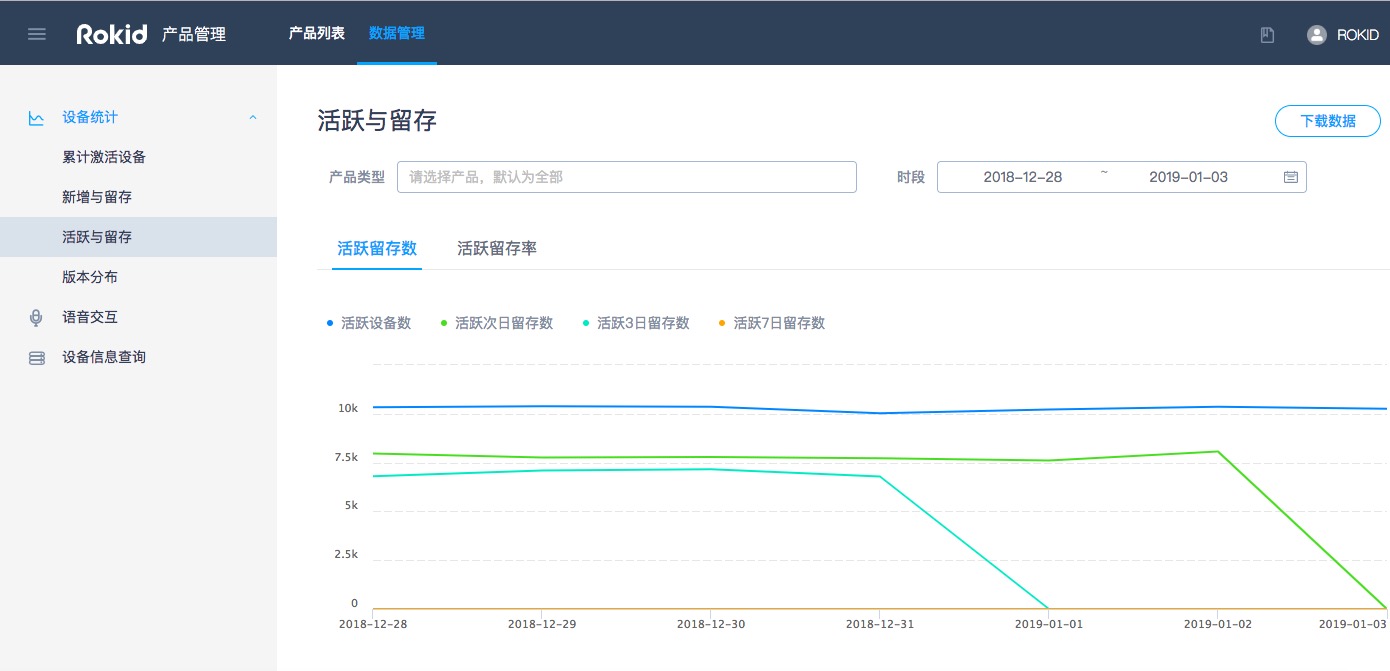 Rokid 产品管理 产品列表 数据管理 ROKID
设备统计
累计激活设备
新增与留存
活跃与留存
版本分布
语音交互
设备信息查询
活跃与留存 下载数据
产品类型 请选择产品，默认为全部 时段 2018-12-28 ~ 2019-01-03
活跃留存数 活跃留存率
活跃设备数 活跃次日留存数 活跃3日留存数 活跃7日留存数
10k
7.5k
5k
2.5k
0
2018-12-28 2018-12-29 2018-12-30 2018-12-31 2019-01-01 2019-01-02 2019-01-03